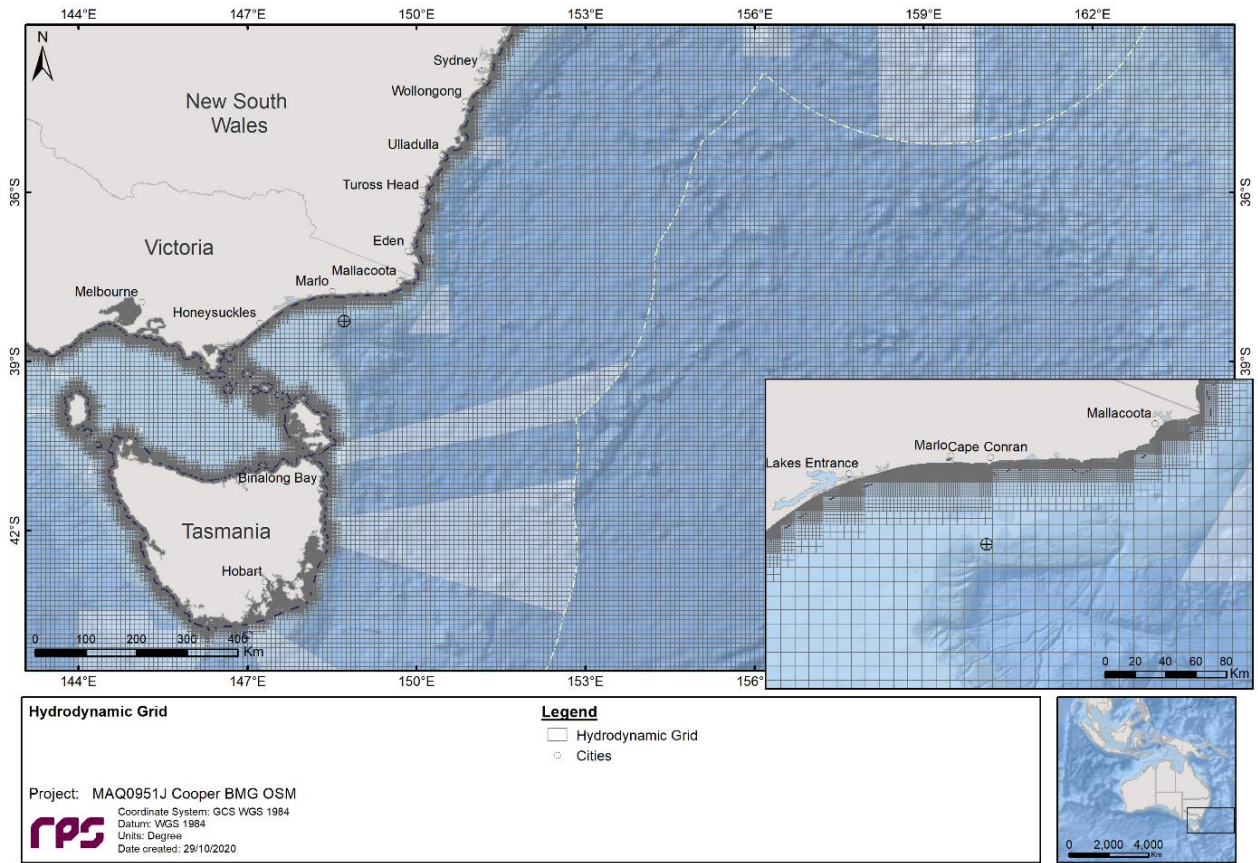 144°E 147°E 150°E 153°E 156°E 159°E 162°E
N
Sydney
Wollongong
New South
Wales
Ulladulla
Tuross Head
36°S 36°S
Eden
Victoria
Mallacoota
Marlo
Melbourne
Honeysuckles
39°S 39°S
Mallacoota
Marlo Cape Conran
Lakes Entrance
Binalong Bay
Tasmania
42°S
Hobart
0 100 200 300 400
Km
0 20 40 60 80
Km
144°E 147°E 150°E 153°E 156°E
Hydrodynamic Grid
Legend
Hydrodynamic Grid
Cities
Project: MAQ0951J Cooper BMG OSM
rps
Coordinate System: GCS WGS 1984
Datum: WGS 1984
Units: Degree
Date created: 29/10/2020
0 2,000 4,000
Km